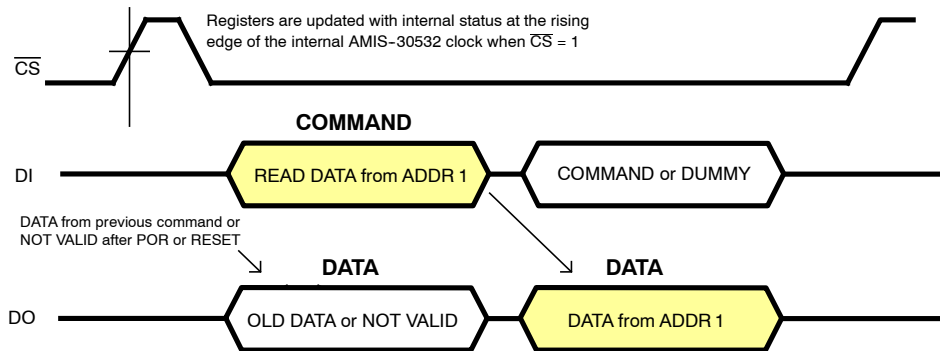 Registers are updated with internal status at the rising
edge of the internal AMIS-30532 clock when CS = 1
CS
COMMAND
DI
READ DATA from ADDR 1
COMMAND or DUMMY
DATA from previous command or
NOT VALID after POR or RESET
DATA
DATA
DO
OLD DATA or NOT VALID
DATA from ADDR 1